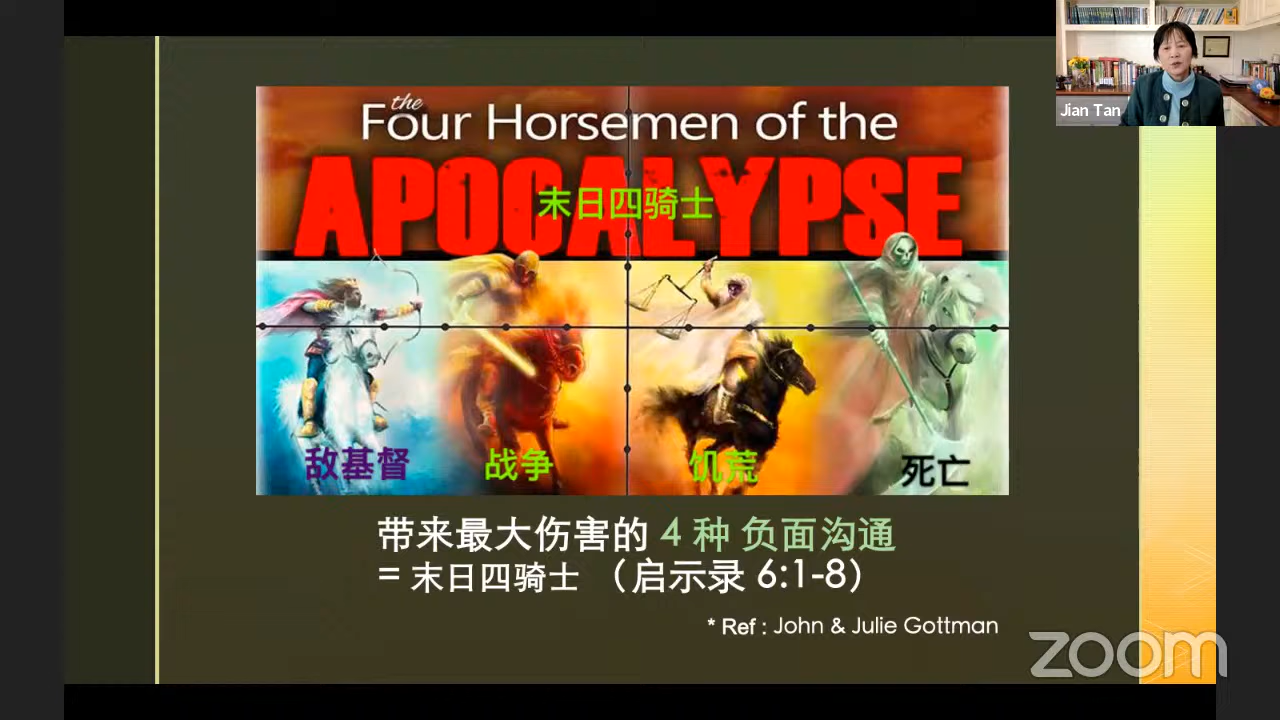 Jian Tan
the
Four Horsemen of the
APOCALYPSE
末日四骑士
敌基督
战争
饥荒
死亡
带来最大伤害的 4 种 负面沟通
= 末日四骑士 （启示录 6:1-8）
* Ref : John & Julie Gottman
zoom